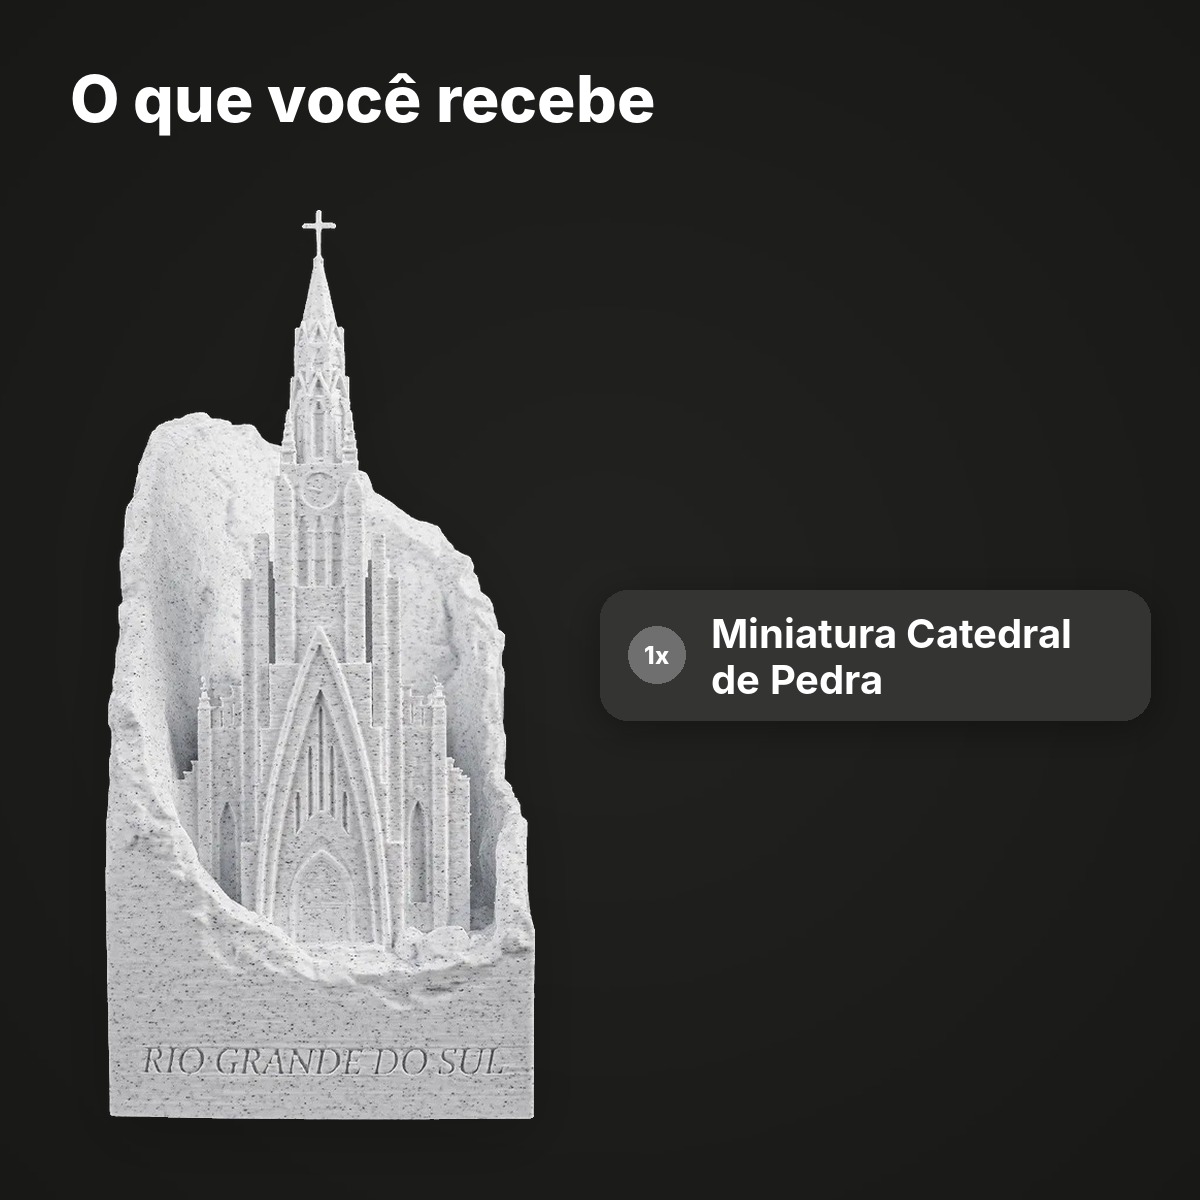 O que você recebe
1x
Miniatura Catedral
de Pedra
RIO GRANDE DO SUL